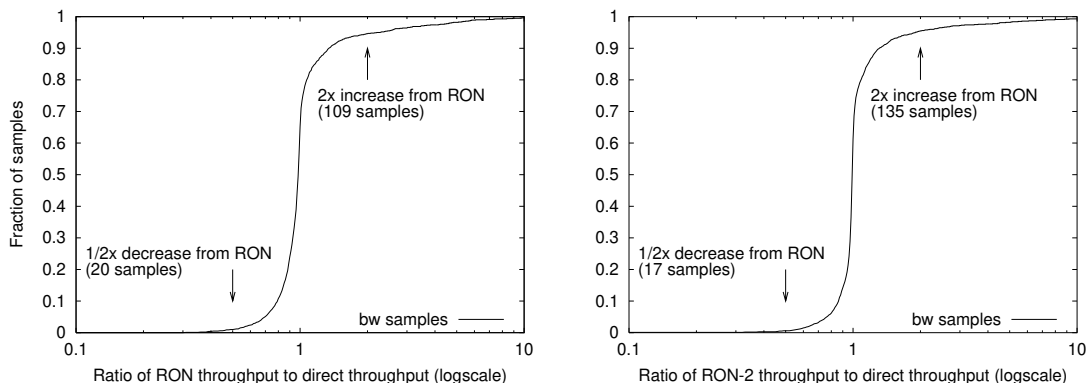 1
0.9
0.8
0.7
0.6
0.5
0.4
0.3
0.2
0.1
0
Fraction of samples
2x increase from RON
(109 samples)
1/2x decrease from RON
(20 samples)
bw samples
0.1
1
10
Ratio of RON throughput to direct throughput (logscale)
1
0.9
0.8
0.7
0.6
0.5
0.4
0.3
0.2
0.1
0
2x increase from RON
(135 samples)
1/2x decrease from RON
(17 samples)
bw samples
0.1
1
10
Ratio of RON-2 throughput to direct throughput (logscale)